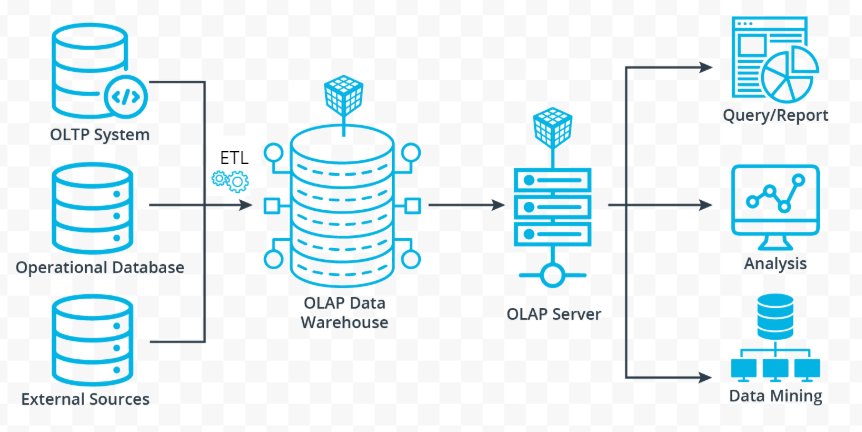 OLTP System
ETL
Operational Database
External Sources
OLAP Data
Warehouse
OLAP Server
Query/Report
Analysis
Data Mining